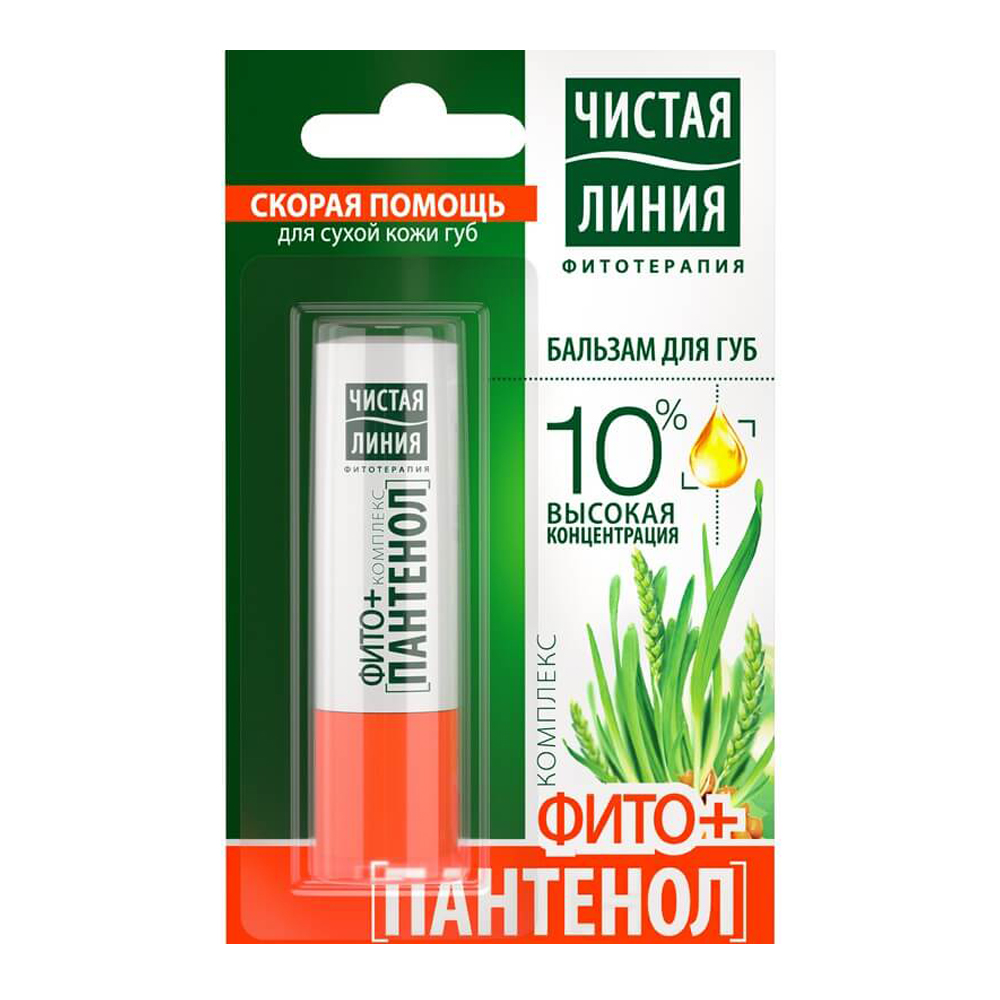 СКОРАЯ ПОМОЩЬ
для сухой кожи губ
ЧИСТАЯ
ЛИНИЯ
ФИТОТЕРАПИЯ
БАЛЬЗАМ ДЛЯ ГУБ
10%
ВЫСОКАЯ
КОНЦЕНТРАЦИЯ
КОМПЛЕКС
ФИТО+
[ПАНТЕНОЛ]
ЧИСТАЯ
ЛИНИЯ
ФИТОТЕРАПИЯ
ФИТО+КОМПЛЕКС
[ПАНТЕНОЛ]